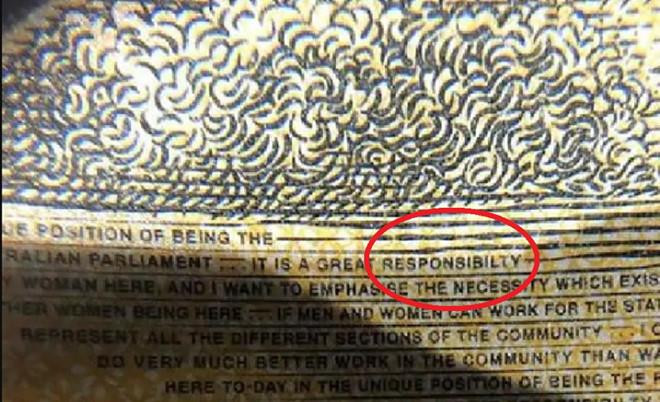 UE POSITION OF BEING THE
RALIAN PARLIAMENT ... IT IS A GREAT RESPONSIBILTY
Y WOMAN HERE, AND I WANT TO EMPHASISE THE NECESSITY WHICH EXIS
HER WOMEN BEING HERE ... IF MEN AND WOMEN CAN WORK FOR THE STAT
REPRESENT ALL THE DIFFERENT SECTIONS OF THE COMMUNITY ... I C
DO VERY MUCH BETTER WORK IN THE COMMUNITY THAN WA
HERE TO-DAY IN THE UNIQUE POSITION OF BEING THE F